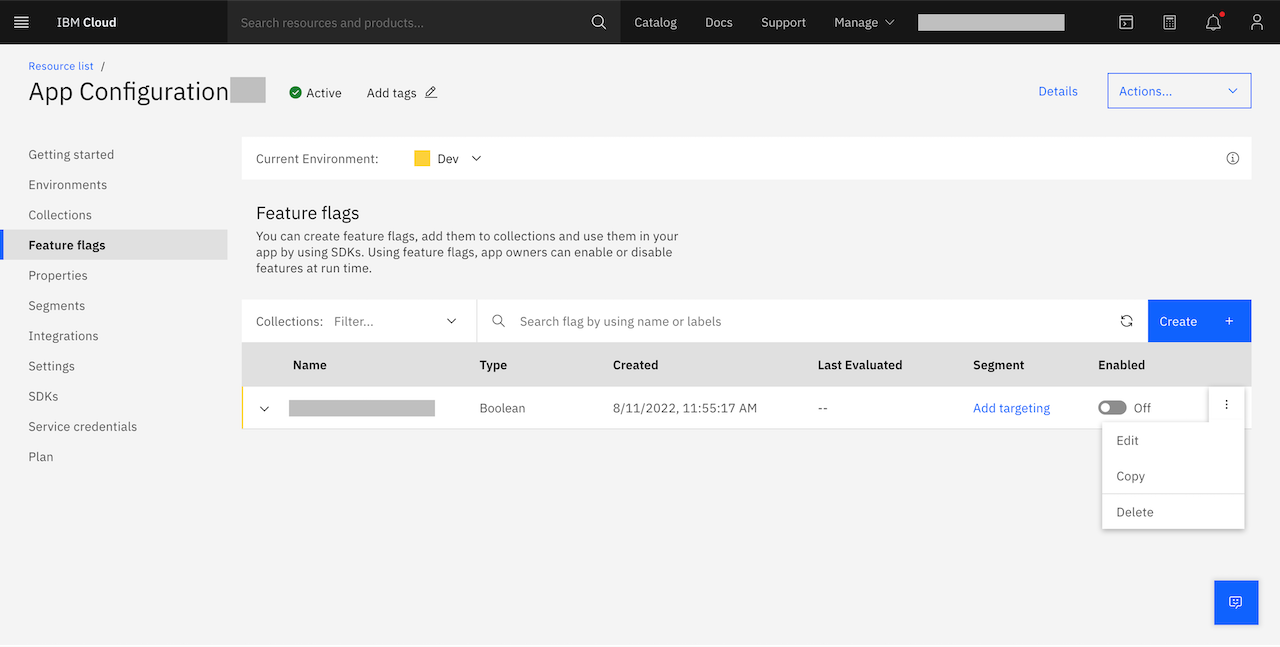 IBM Cloud
Search resources and products...
Catalog
Docs
Support
Manage
Resource list /
App Configuration
Active
Add tags
Details
Actions...
Getting started
Environments
Collections
Feature flags
Properties
Segments
Integrations
Settings
SDKs
Service credentials
Plan
Current Environment:
Dev
Feature flags
You can create feature flags, add them to collections and use them in your
app by using SDKs. Using feature flags, app owners can enable or disable
features at run time.
Collections: Filter...
Search flag by using name or labels
Create +
Name Type Created Last Evaluated Segment Enabled
Boolean 8/11/2022, 11:55:17 AM -- Add targeting Off
Edit
Copy
Delete